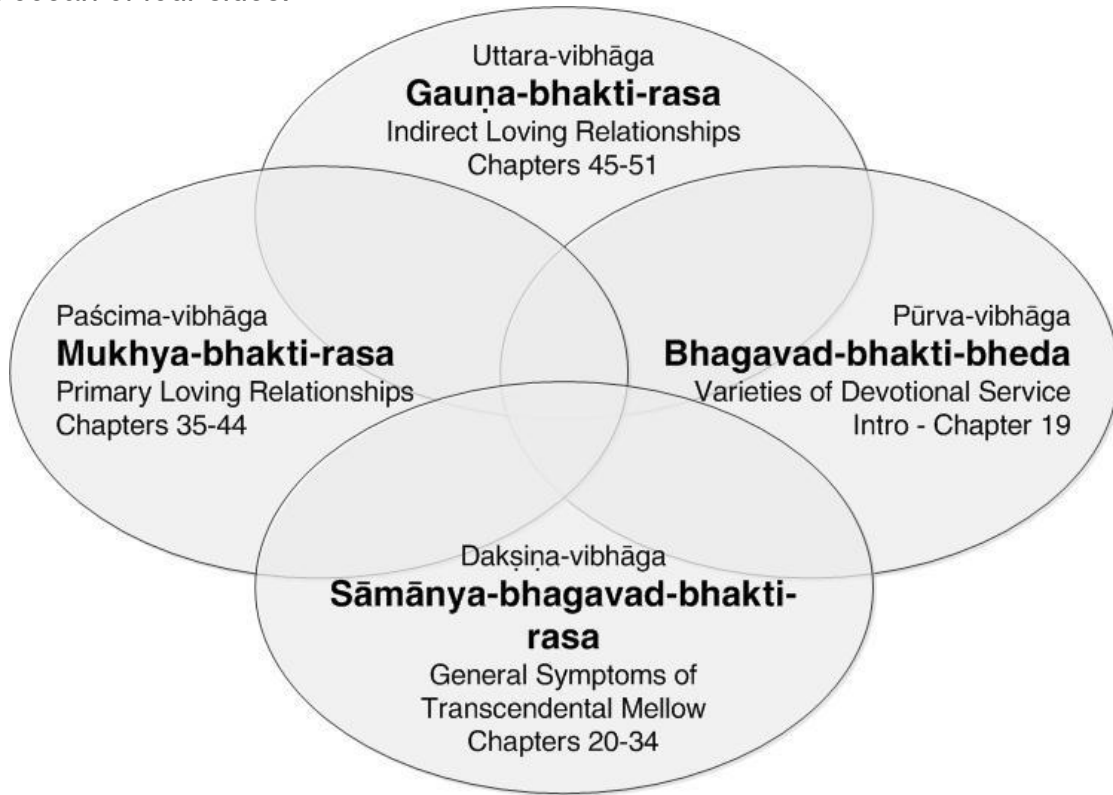 Uttara-vibhāga
Gauṇa-bhakti-rasa
Indirect Loving Relationships
Chapters 45-51
Paścima-vibhāga
Mukhya-bhakti-rasa
Primary Loving Relationships
Chapters 35-44
Pūrva-vibhāga
Bhagavad-bhakti-bheda
Varieties of Devotional Service
Intro - Chapter 19
Dakṣiṇa-vibhāga
Sāmānya-bhagavad-bhakti-
rasa
General Symptoms of
Transcendental Mellow
Chapters 20-34